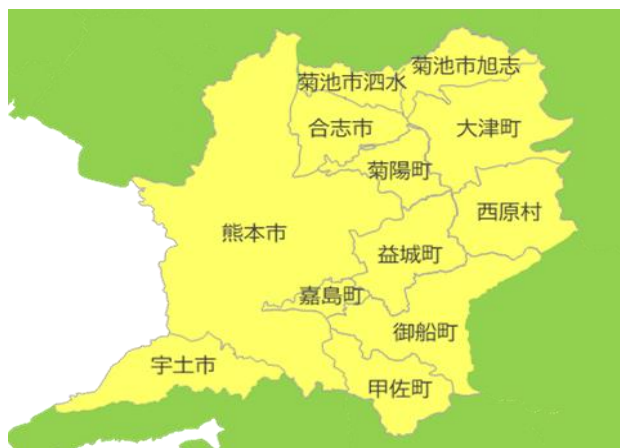 菊池市旭志
菊池市泗水
合志市
大津町
菊陽町
西原村
熊本市
益城町
嘉島町
御船町
宇土市
甲佐町